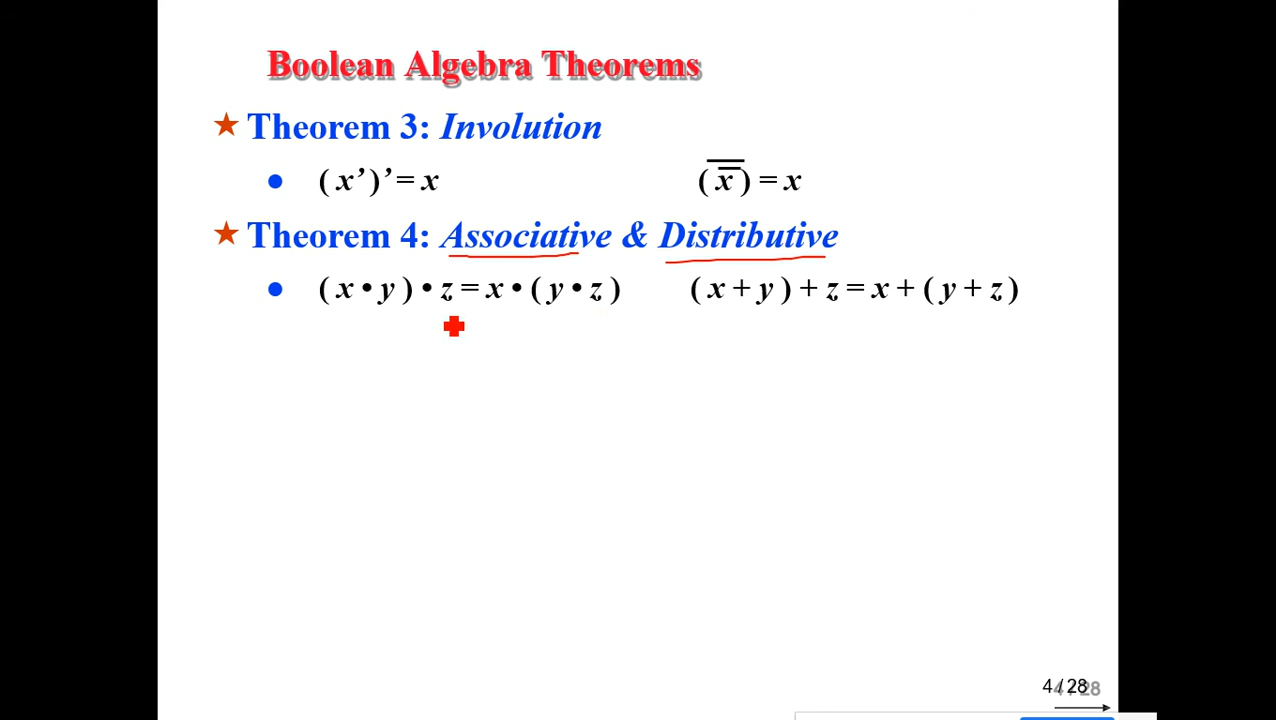 Boolean Algebra Theorems
★ Theorem 3: Involution
● ( x’ )’ = x ( x̿ ) = x
★ Theorem 4: Associative & Distributive
● ( x • y ) • z = x • ( y • z ) ( x + y ) + z = x + ( y + z )
4 / 28